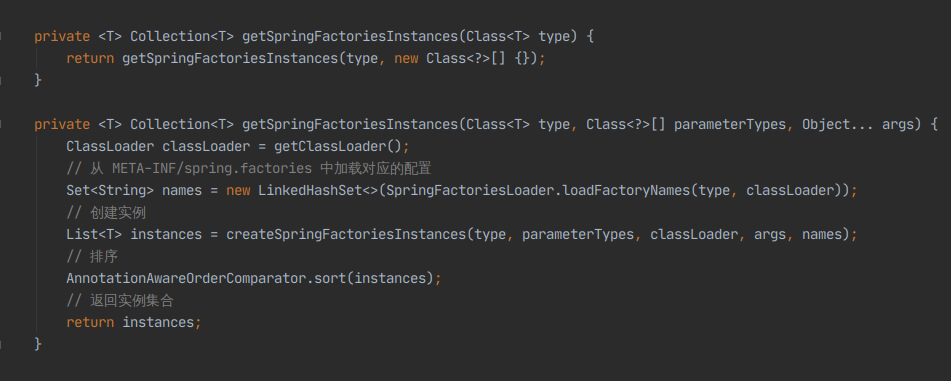 private <T> Collection<T> getSpringFactoriesInstances(Class<T> type) {
return getSpringFactoriesInstances(type, new Class<?>[] {});
}
private <T> Collection<T> getSpringFactoriesInstances(Class<T> type, Class<?>[] parameterTypes, Object... args) {
ClassLoader classLoader = getClassLoader();
// 从 META-INF/spring.factories 中加载对应的配置
Set<String> names = new LinkedHashSet<>(SpringFactoriesLoader.loadFactoryNames(type, classLoader));
// 创建实例
List<T> instances = createSpringFactoriesInstances(type, parameterTypes, classLoader, args, names);
// 排序
AnnotationAwareOrderComparator.sort(instances);
// 返回实例集合
return instances;
}